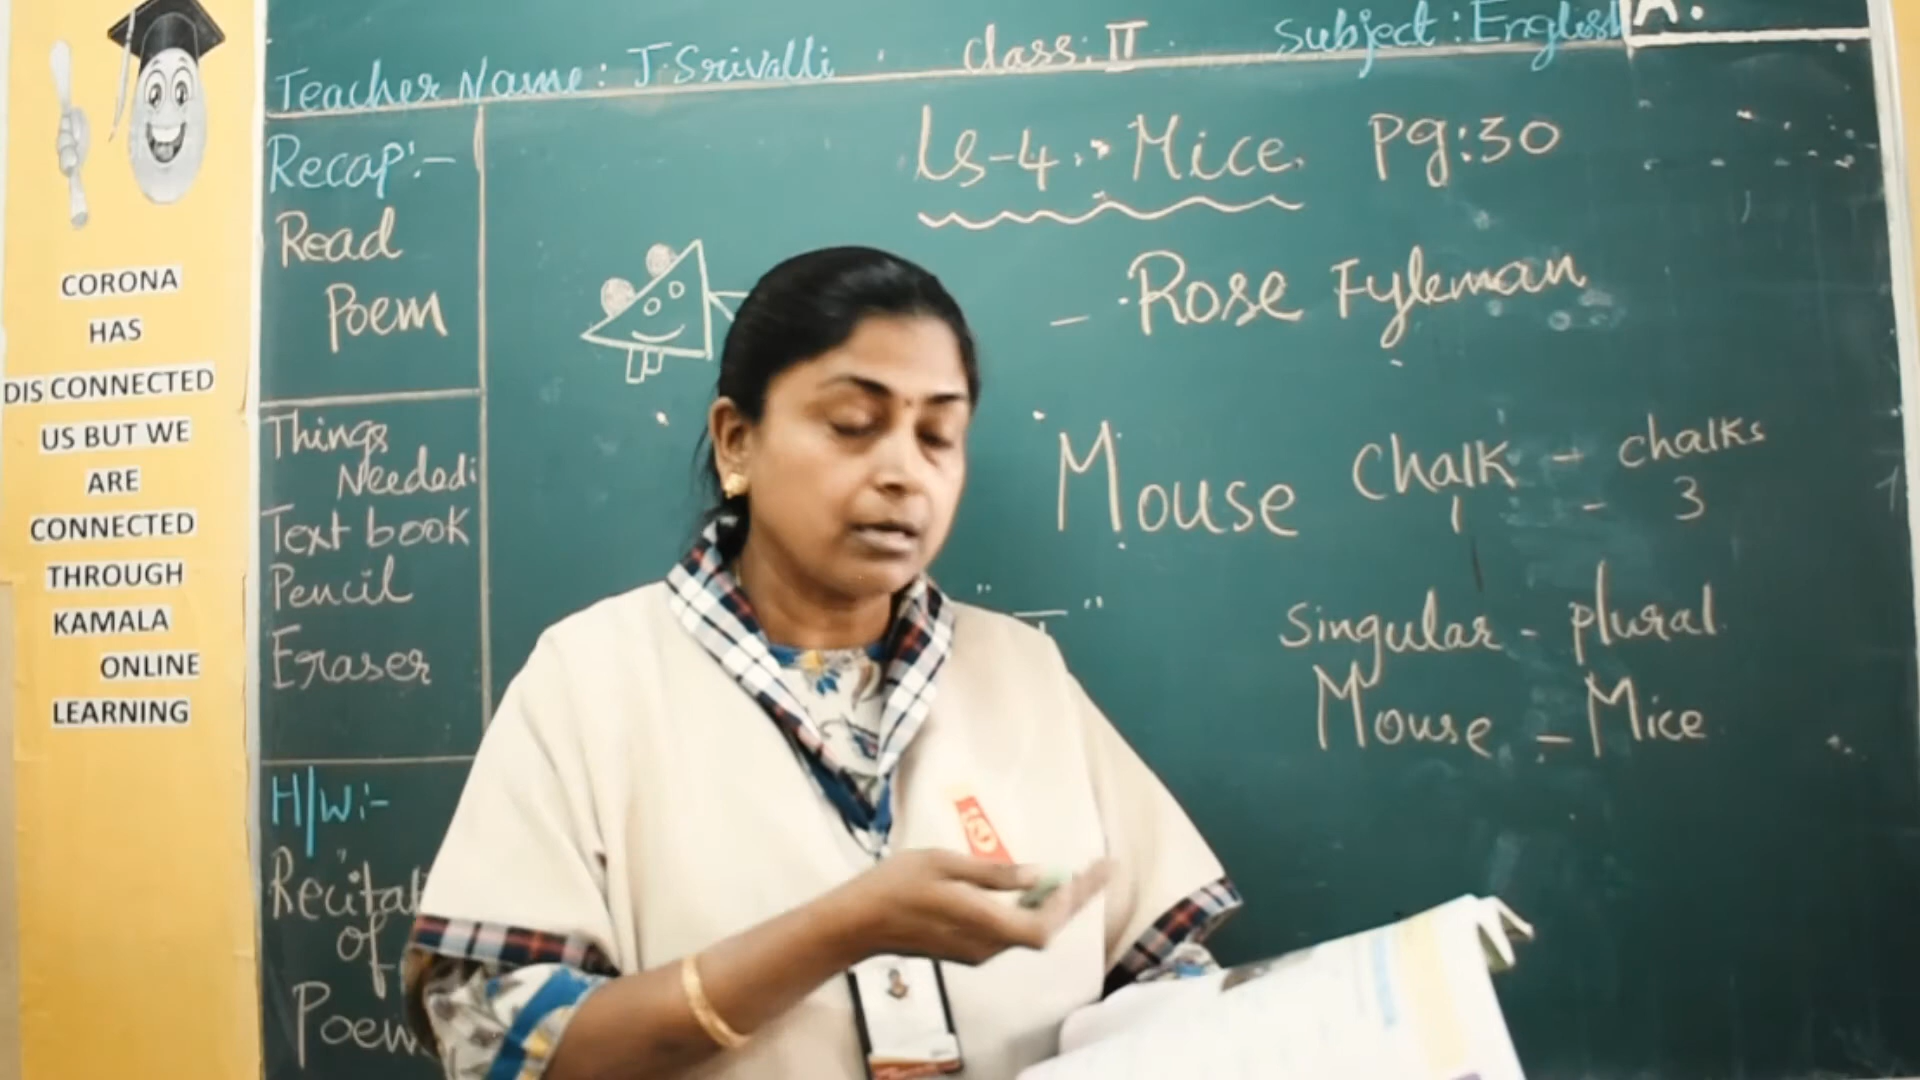 CORONA
HAS
DIS CONNECTED
US BUT WE
ARE
CONNECTED
THROUGH
KAMALA
ONLINE
LEARNING
Teacher Name: J. Srivalli class: II Subject: English
A.
Recap:-
Read
Poem
Things
Needed:
Text book
Pencil
Eraser
H/w:-
of
Ls-4. Mice. Pg:30
- Rose Fyleman
Mouse
Chalk - chalks
1 - 3
Singular - plural
Mouse - Mice